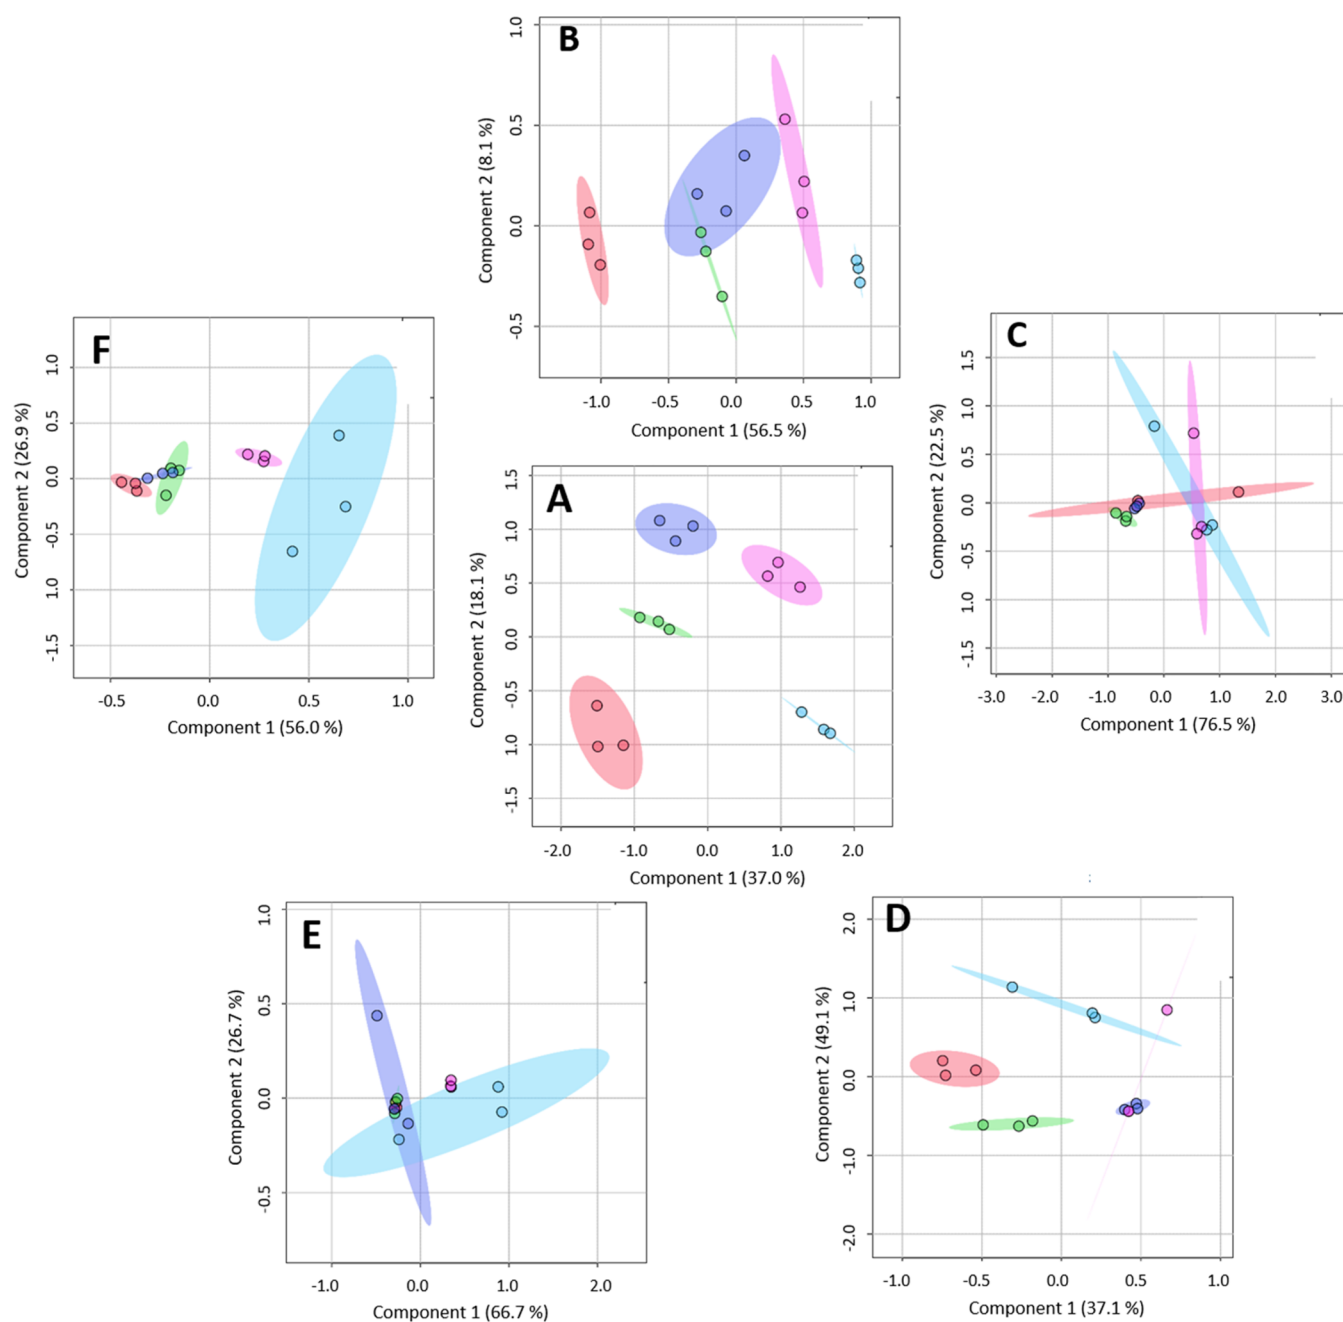 B
1.0
0.5
0.0
-0.5
Component 2 (8.1 %)
-1.0 -0.5 0.0 0.5 1.0
Component 1 (56.5 %)
F
1.0
0.5
0.0
-0.5
1.0
-1.5
Component 2 (26.9 %)
-0.5 0.0 0.5 1.0
Component 1 (56.0 %)
A
1.5
1.0
0.5
0.0
-0.5
1.0
-1.5
Component 2 (18.1 %)
-2.0 -1.0 0.0 1.0 2.0
Component 1 (37.0 %)
C
1.5
1.0
0.5
0.0
-0.5
-1.0
-1.5
Component 2 (22.5 %)
-3.0 -2.0 -1.0 0.0 1.0 2.0 3.0
Component 1 (76.5 %)
E
1.0
0.5
0.0
-0.5
Component 2 (26.7 %)
-1.0 0.0 1.0 2.0
Component 1 (66.7 %)
D
2.0
1.0
0.0
-1.0
-2.0
Component 2 (49.1 %)
-1.0 -0.5 0.0 0.5 1.0
Component 1 (37.1 %)